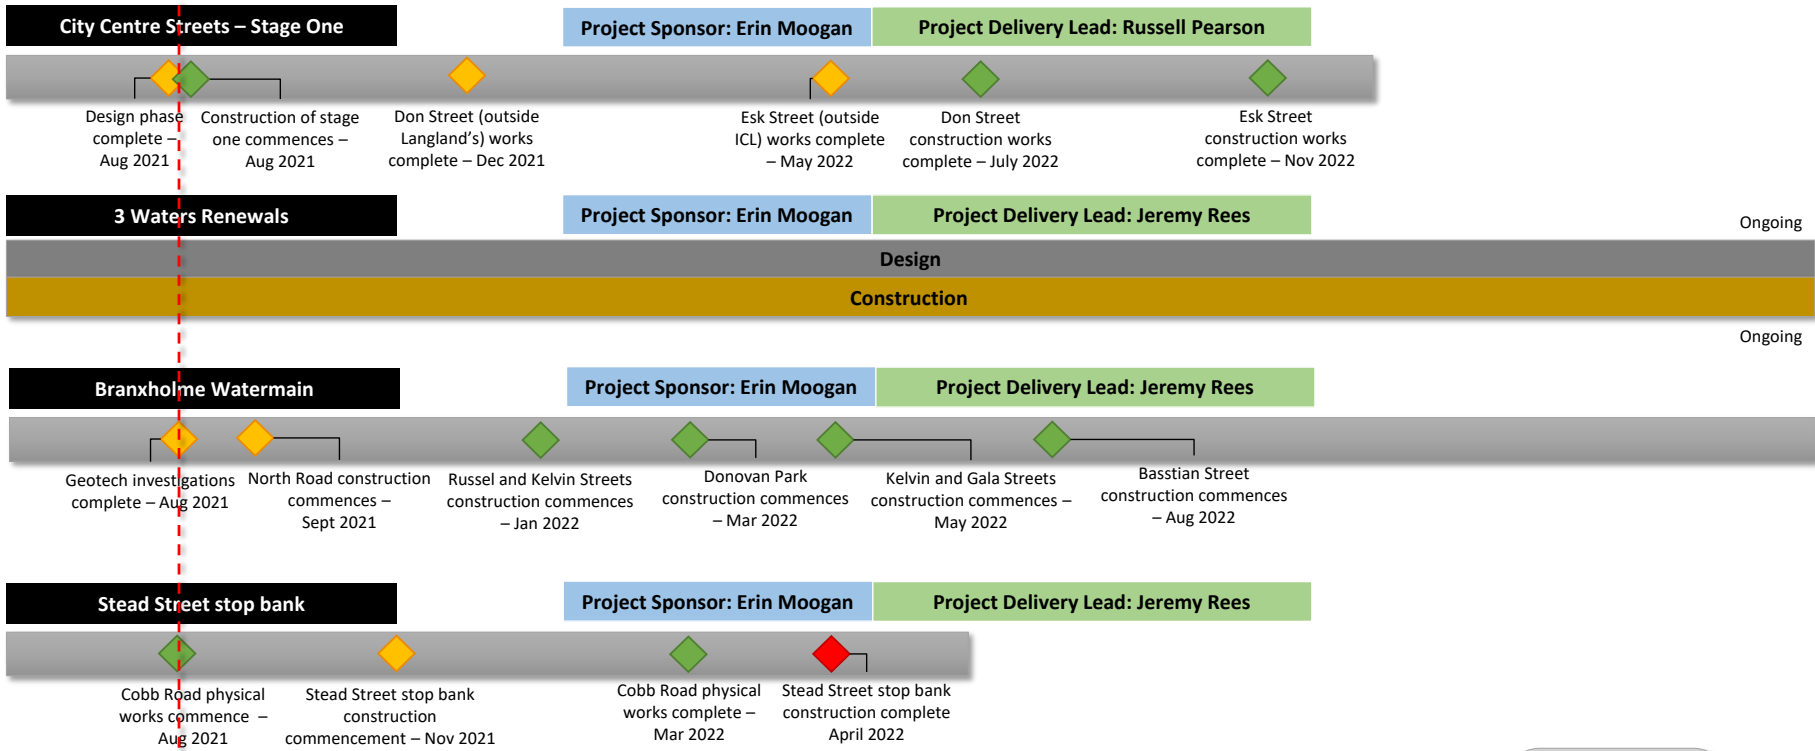 City Centre Streets – Stage One
Project Sponsor: Erin Moogan
Project Delivery Lead: Russell Pearson
Design phase
complete –
Aug 2021
Construction of stage
one commences –
Aug 2021
Don Street (outside
Langland's) works
complete – Dec 2021
Esk Street (outside
ICL) works complete
– May 2022
Don Street
construction works
complete – July 2022
Esk Street
construction works
complete – Nov 2022
3 Waters Renewals
Project Sponsor: Erin Moogan
Project Delivery Lead: Jeremy Rees
Ongoing
Design
Construction
Ongoing
Branxholme Watermain
Project Sponsor: Erin Moogan
Project Delivery Lead: Jeremy Rees
Geotech investigations
complete – Aug 2021
North Road construction
commences –
Sept 2021
Russel and Kelvin Streets
construction commences
– Jan 2022
Donovan Park
construction commences
– Mar 2022
Kelvin and Gala Streets
construction commences –
May 2022
Basstian Street
construction commences
– Aug 2022
Stead Street stop bank
Project Sponsor: Erin Moogan
Project Delivery Lead: Jeremy Rees
Cobb Road physical
works commence –
Aug 2021
Stead Street stop bank
construction
commencement – Nov 2021
Cobb Road physical
works complete –
Mar 2022
Stead Street stop bank
construction complete
April 2022